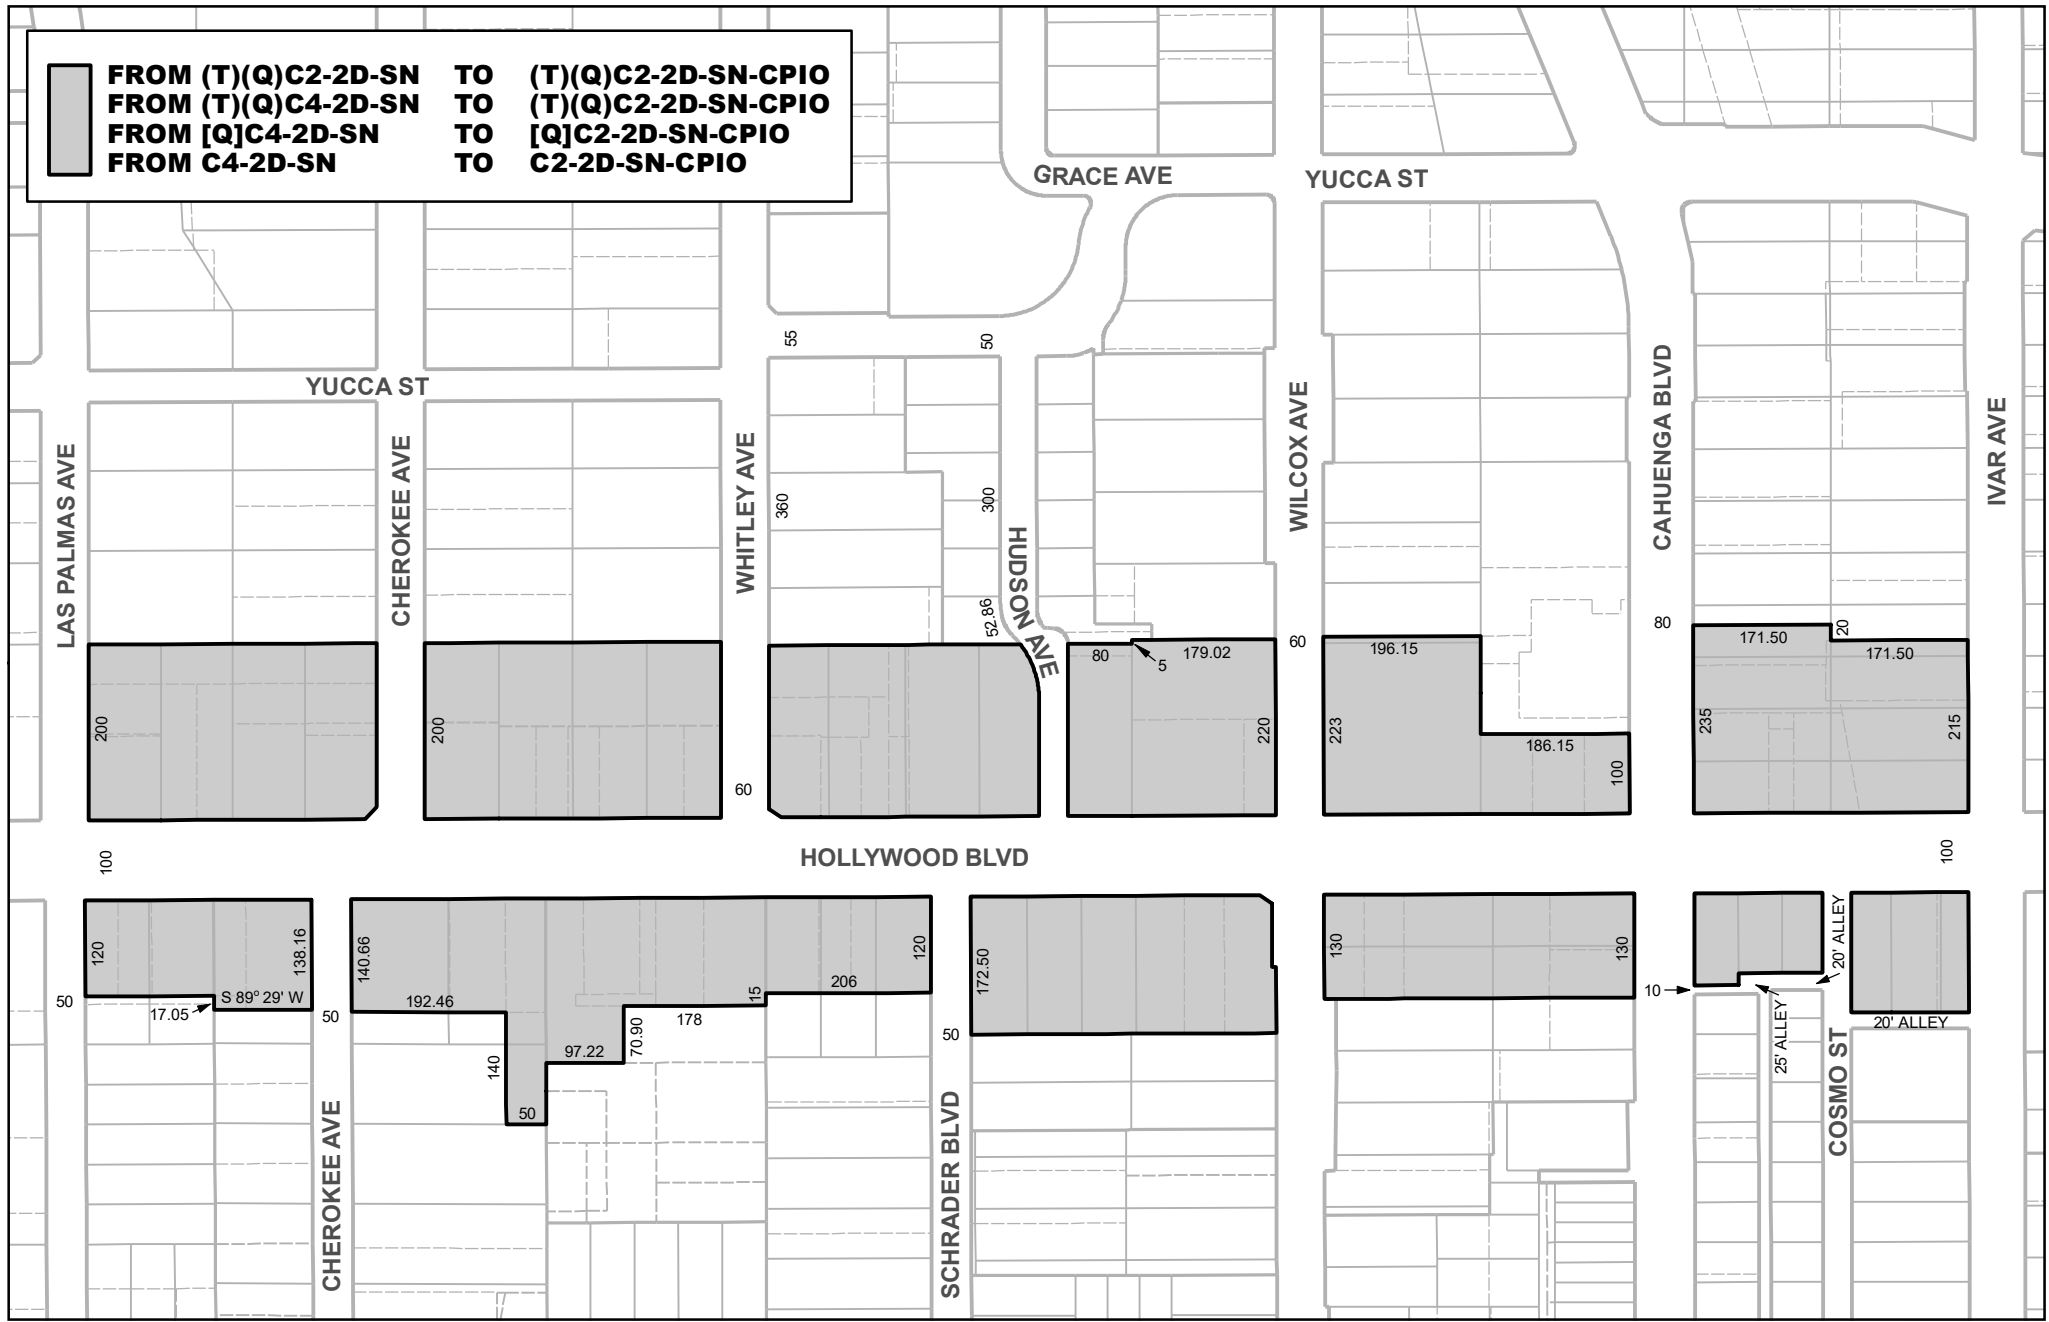 FROM (T)(Q)C2-2D-SN TO (T)(Q)C2-2D-SN-CPIO
FROM (T)(Q)C4-2D-SN TO (T)(Q)C2-2D-SN-CPIO
FROM [Q]C4-2D-SN TO [Q]C2-2D-SN-CPIO
FROM C4-2D-SN TO C2-2D-SN-CPIO
GRACE AVE
YUCCA ST
55
50
YUCCA ST
LAS PALMAS AVE
CHEROKEE AVE
WHITLEY AVE
360
300
HUDSON AVE
WILCOX AVE
CAHUENGA BLVD
IVAR AVE
52.86
80
5
179.02
60
196.15
80
171.50
20
171.50
200
200
220
223
186.15
100
235
215
60
100
HOLLYWOOD BLVD
100
120
138.16
140.66
120
172.50
130
130
20' ALLEY
50
17.05
S 89° 29' W
50
192.46
15
206
178
70.90
97.22
140
50
50
10
25' ALLEY
20' ALLEY
CHEROKEE AVE
SCHRADER BLVD
COSMO ST